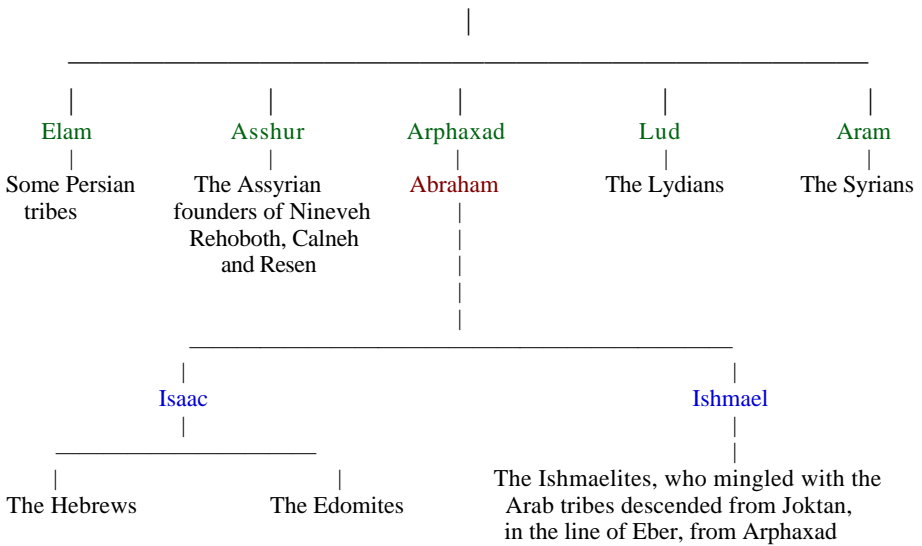 Elam Asshur Arphaxad Lud Aram
Some Persian The Assyrian Abraham The Lydians The Syrians
tribes founders of Nineveh
Rehoboth, Calneh
and Resen
Isaac Ishmael
The Hebrews The Edomites The Ishmaelites, who mingled with the
Arab tribes descended from Joktan,
in the line of Eber, from Arphaxad